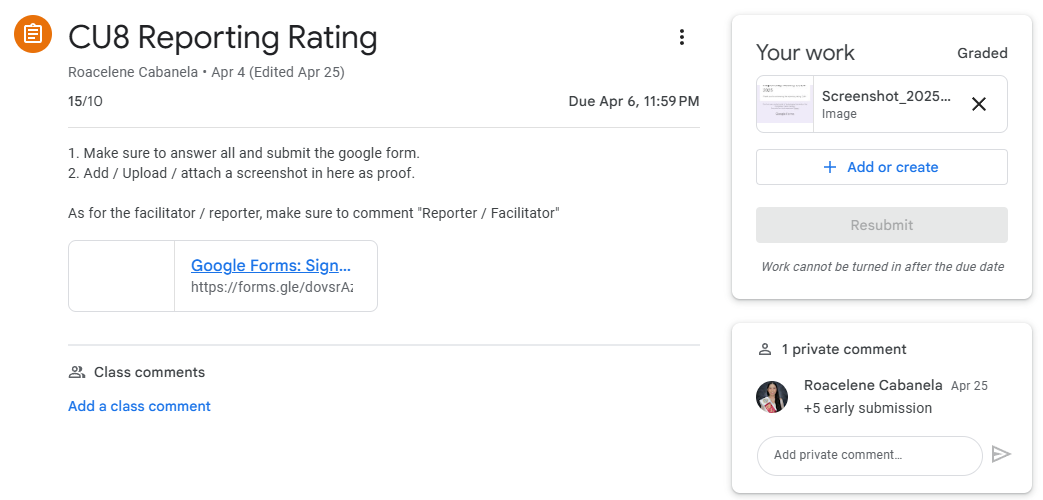 CU8 Reporting Rating
Roacelene Cabanela • Apr 4 (Edited Apr 25)
15/10
Due Apr 6, 11:59 PM
1. Make sure to answer all and submit the google form.
2. Add / Upload / attach a screenshot in here as proof.
As for the facilitator / reporter, make sure to comment "Reporter / Facilitator"
Google Forms: Sign...
https://forms.gle/dovsrAz
Class comments
Add a class comment
Your work
Graded
Screenshot_2025...
Image
Add or create
Resubmit
Work cannot be turned in after the due date
1 private comment
Roacelene Cabanela Apr 25
+5 early submission
Add private comment...